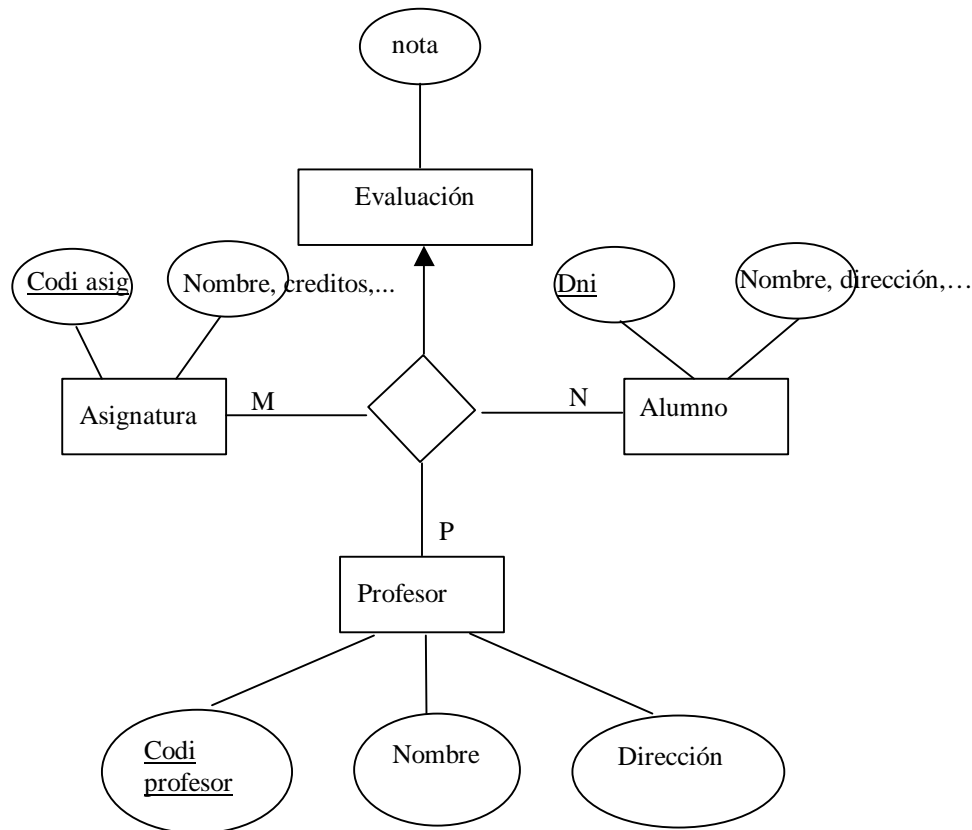 nota
Evaluación
Codi asig
Nombre, creditos,...
Dni
Nombre, dirección,…
Asignatura
M
N
Alumno
P
Profesor
Codi
profesor
Nombre
Dirección